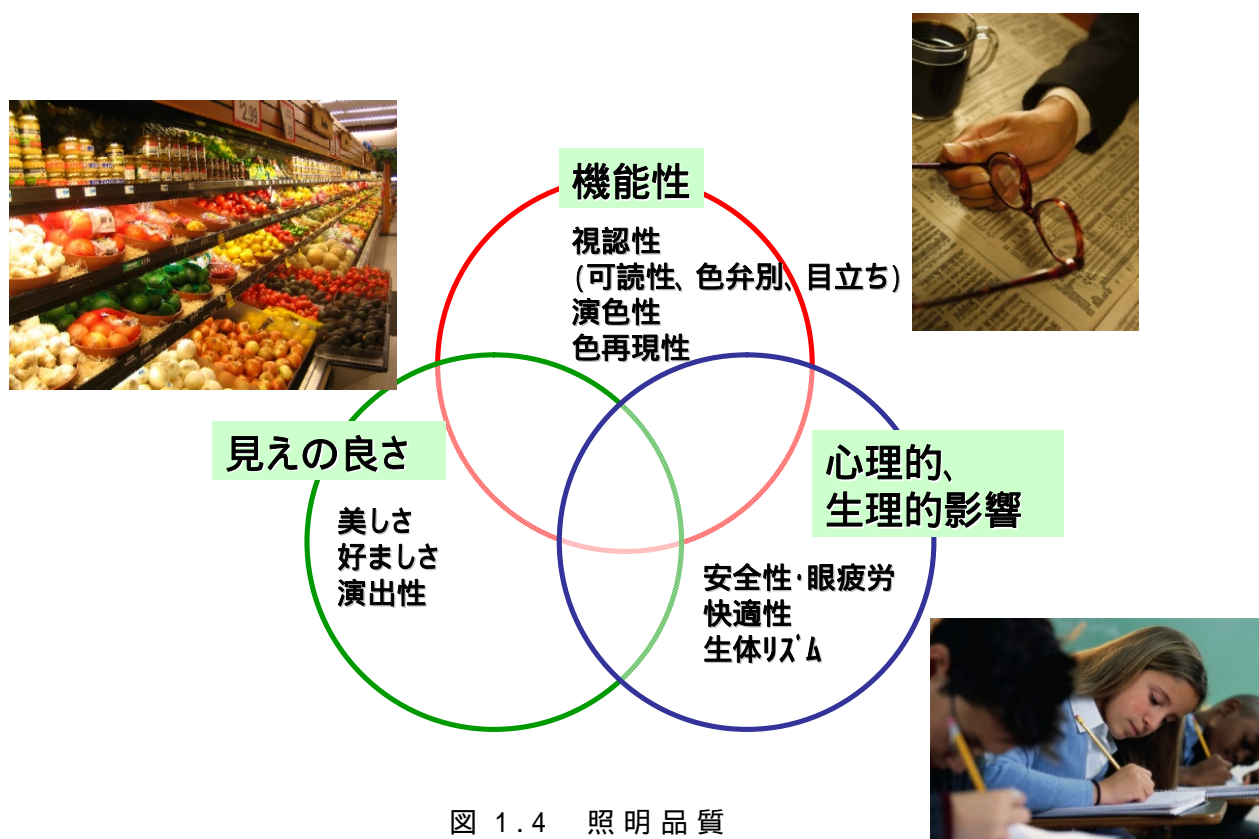 2.99
機能性
視認性
(可読性、色弁別、目立ち)
演色性
色再現性
見えの良さ
美しさ
好ましさ
演出性
心理的、
生理的影響
安全性・眼疲労
快適性
生体ﾘｽﾞﾑ
図 1.4 照明品質